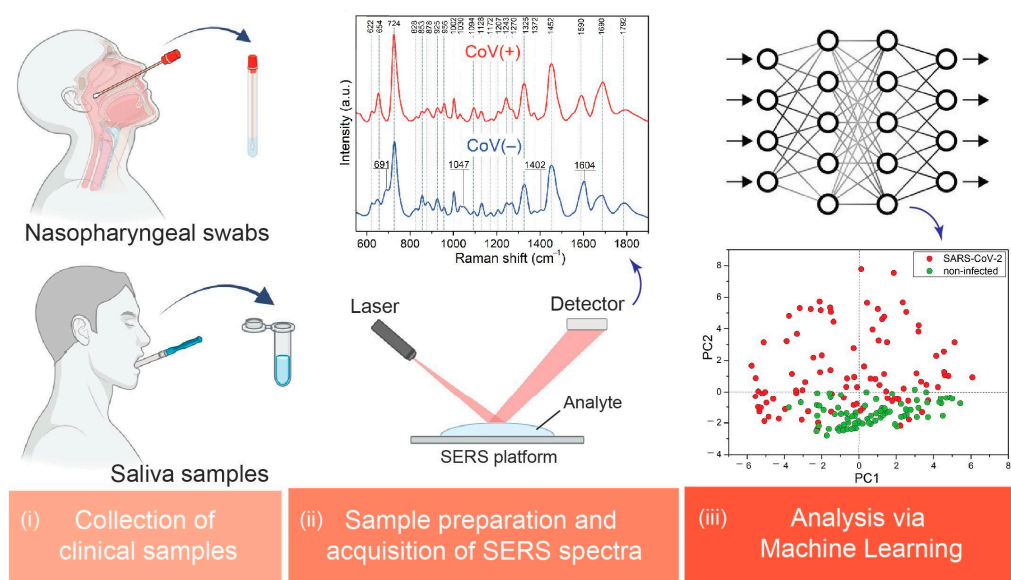 Nasopharyngeal swabs
Saliva samples
(i) Collection of
clinical samples
622 654 724 828 853 878 925 956 1002 1030 1094 1128 1172 1207 1243 1270 1325 1372 1452 1590 1690 1792
CoV(+)
CoV(–)
691 1047 1402 1604
Intensity (a.u.)
600 800 1000 1200 1400 1600 1800
Raman shift (cm⁻¹)
Laser
Detector
Analyte
SERS platform
(ii) Sample preparation and
acquisition of SERS spectra
SARS-CoV-2
non-infected
PC2
8
6
4
2
0
−2
−4
−6 −4 −2 0 2 4 6 8
PC1
(iii) Analysis via
Machine Learning